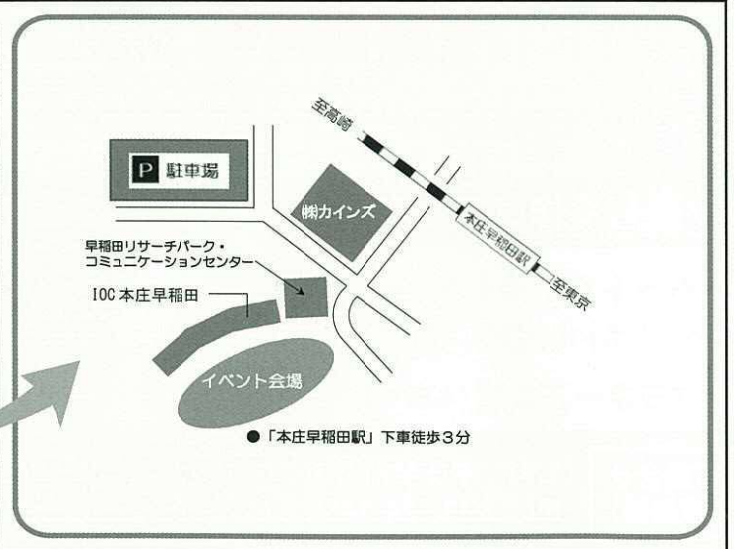 至高崎
P 駐車場
㈱カインズ
本庄早稲田駅
早稲田リサーチパーク・
コミュニケーションセンター
IOC 本庄早稲田
至東京
イベント会場
●「本庄早稲田駅」下車徒歩3分